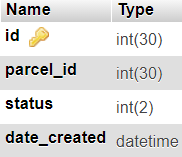 Name Type
id int(30)
parcel_id int(30)
status int(2)
date_created datetime